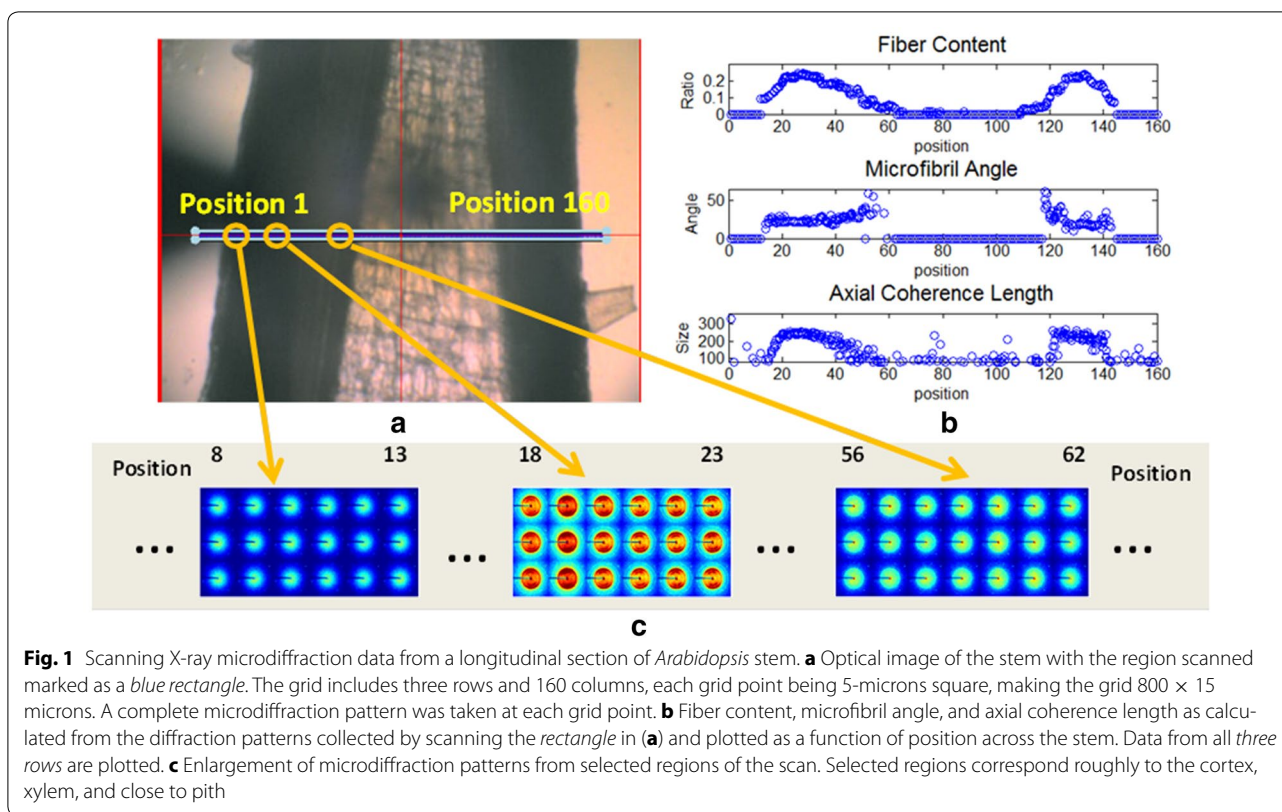 Position 1
Position 160
a
Fiber Content
Ratio
0.2
0.1
0
0 20 40 60 80 100 120 140 160
position
Microfibril Angle
Angle
50
0
0 20 40 60 80 100 120 140 160
position
Axial Coherence Length
Size
300
200
100
0 20 40 60 80 100 120 140 160
position
b
Position 8 13 18 23 56 62 Position
... ... ... ...
c
Fig. 1 Scanning X-ray microdiffraction data from a longitudinal section of Arabidopsis stem. a Optical image of the stem with the region scanned
marked as a blue rectangle. The grid includes three rows and 160 columns, each grid point being 5-microns square, making the grid 800 × 15
microns. A complete microdiffraction pattern was taken at each grid point. b Fiber content, microfibril angle, and axial coherence length as calcu-
lated from the diffraction patterns collected by scanning the rectangle in (a) and plotted as a function of position across the stem. Data from all three
rows are plotted. c Enlargement of microdiffraction patterns from selected regions of the scan. Selected regions correspond roughly to the cortex,
xylem, and close to pith